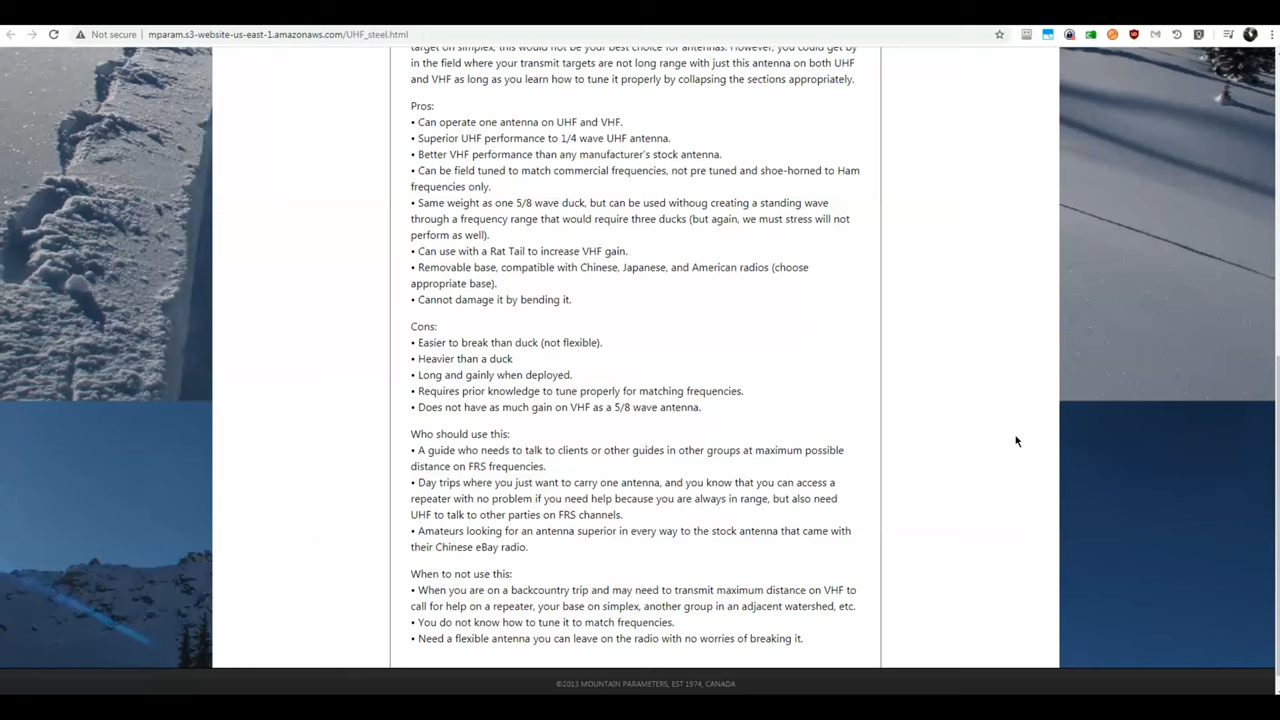 Not secure
mparam.s3-website-us-east-1.amazonaws.com/UHF_steel.html
target on simplex, this would not be your best choice for antennas. However, you could get by
in the field where your transmit targets are not long range with just this antenna on both UHF
and VHF as long as you learn how to tune it properly by collapsing the sections appropriately.
Pros:
• Can operate one antenna on UHF and VHF.
• Superior UHF performance to 1/4 wave UHF antenna.
• Better VHF performance than any manufacturer's stock antenna.
• Can be field tuned to match commercial frequencies, not pre tuned and shoe-horned to Ham
frequencies only.
• Same weight as one 5/8 wave duck, but can be used withoug creating a standing wave
through a frequency range that would require three ducks (but again, we must stress will not
perform as well).
• Can use with a Rat Tail to increase VHF gain.
• Removable base, compatible with Chinese, Japanese, and American radios (choose
appropriate base).
• Cannot damage it by bending it.
Cons:
• Easier to break than duck (not flexible).
• Heavier than a duck
• Long and gainly when deployed.
• Requires prior knowledge to tune properly for matching frequencies.
• Does not have as much gain on VHF as a 5/8 wave antenna.
Who should use this:
• A guide who needs to talk to clients or other guides in other groups at maximum possible
distance on FRS frequencies.
• Day trips where you just want to carry one antenna, and you know that you can access a
repeater with no problem if you need help because you are always in range, but also need
UHF to talk to other parties on FRS channels.
• Amateurs looking for an antenna superior in every way to the stock antenna that came with
their Chinese eBay radio.
When to not use this:
• When you are on a backcountry trip and may need to transmit maximum distance on VHF to
call for help on a repeater, your base on simplex, another group in an adjacent watershed, etc.
• You do not know how to tune it to match frequencies.
• Need a flexible antenna you can leave on the radio with no worries of breaking it.
©2013 MOUNTAIN PARAMETERS, EST 1974, CANADA